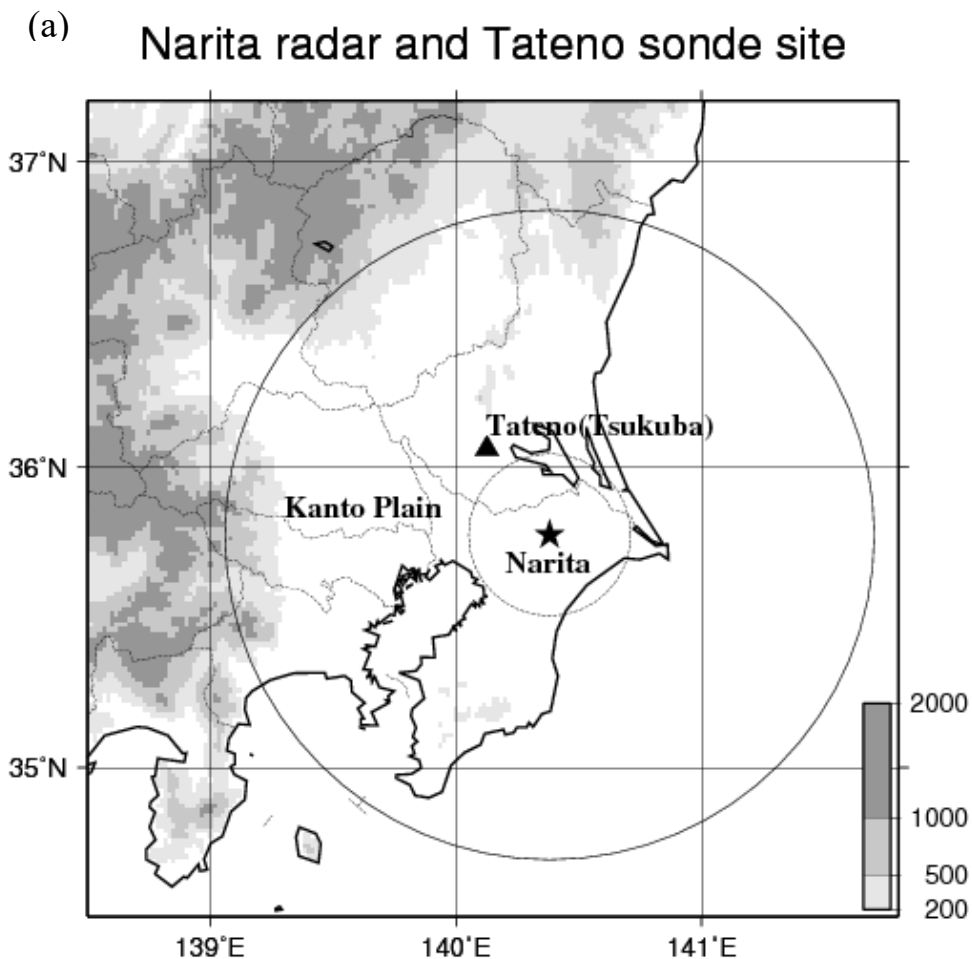 (a)
Narita radar and Tateno sonde site
37°N
Tateno(Tsukuba)
36°N
Kanto Plain
Narita
2000
35°N
1000
500
200
139°E 140°E 141°E